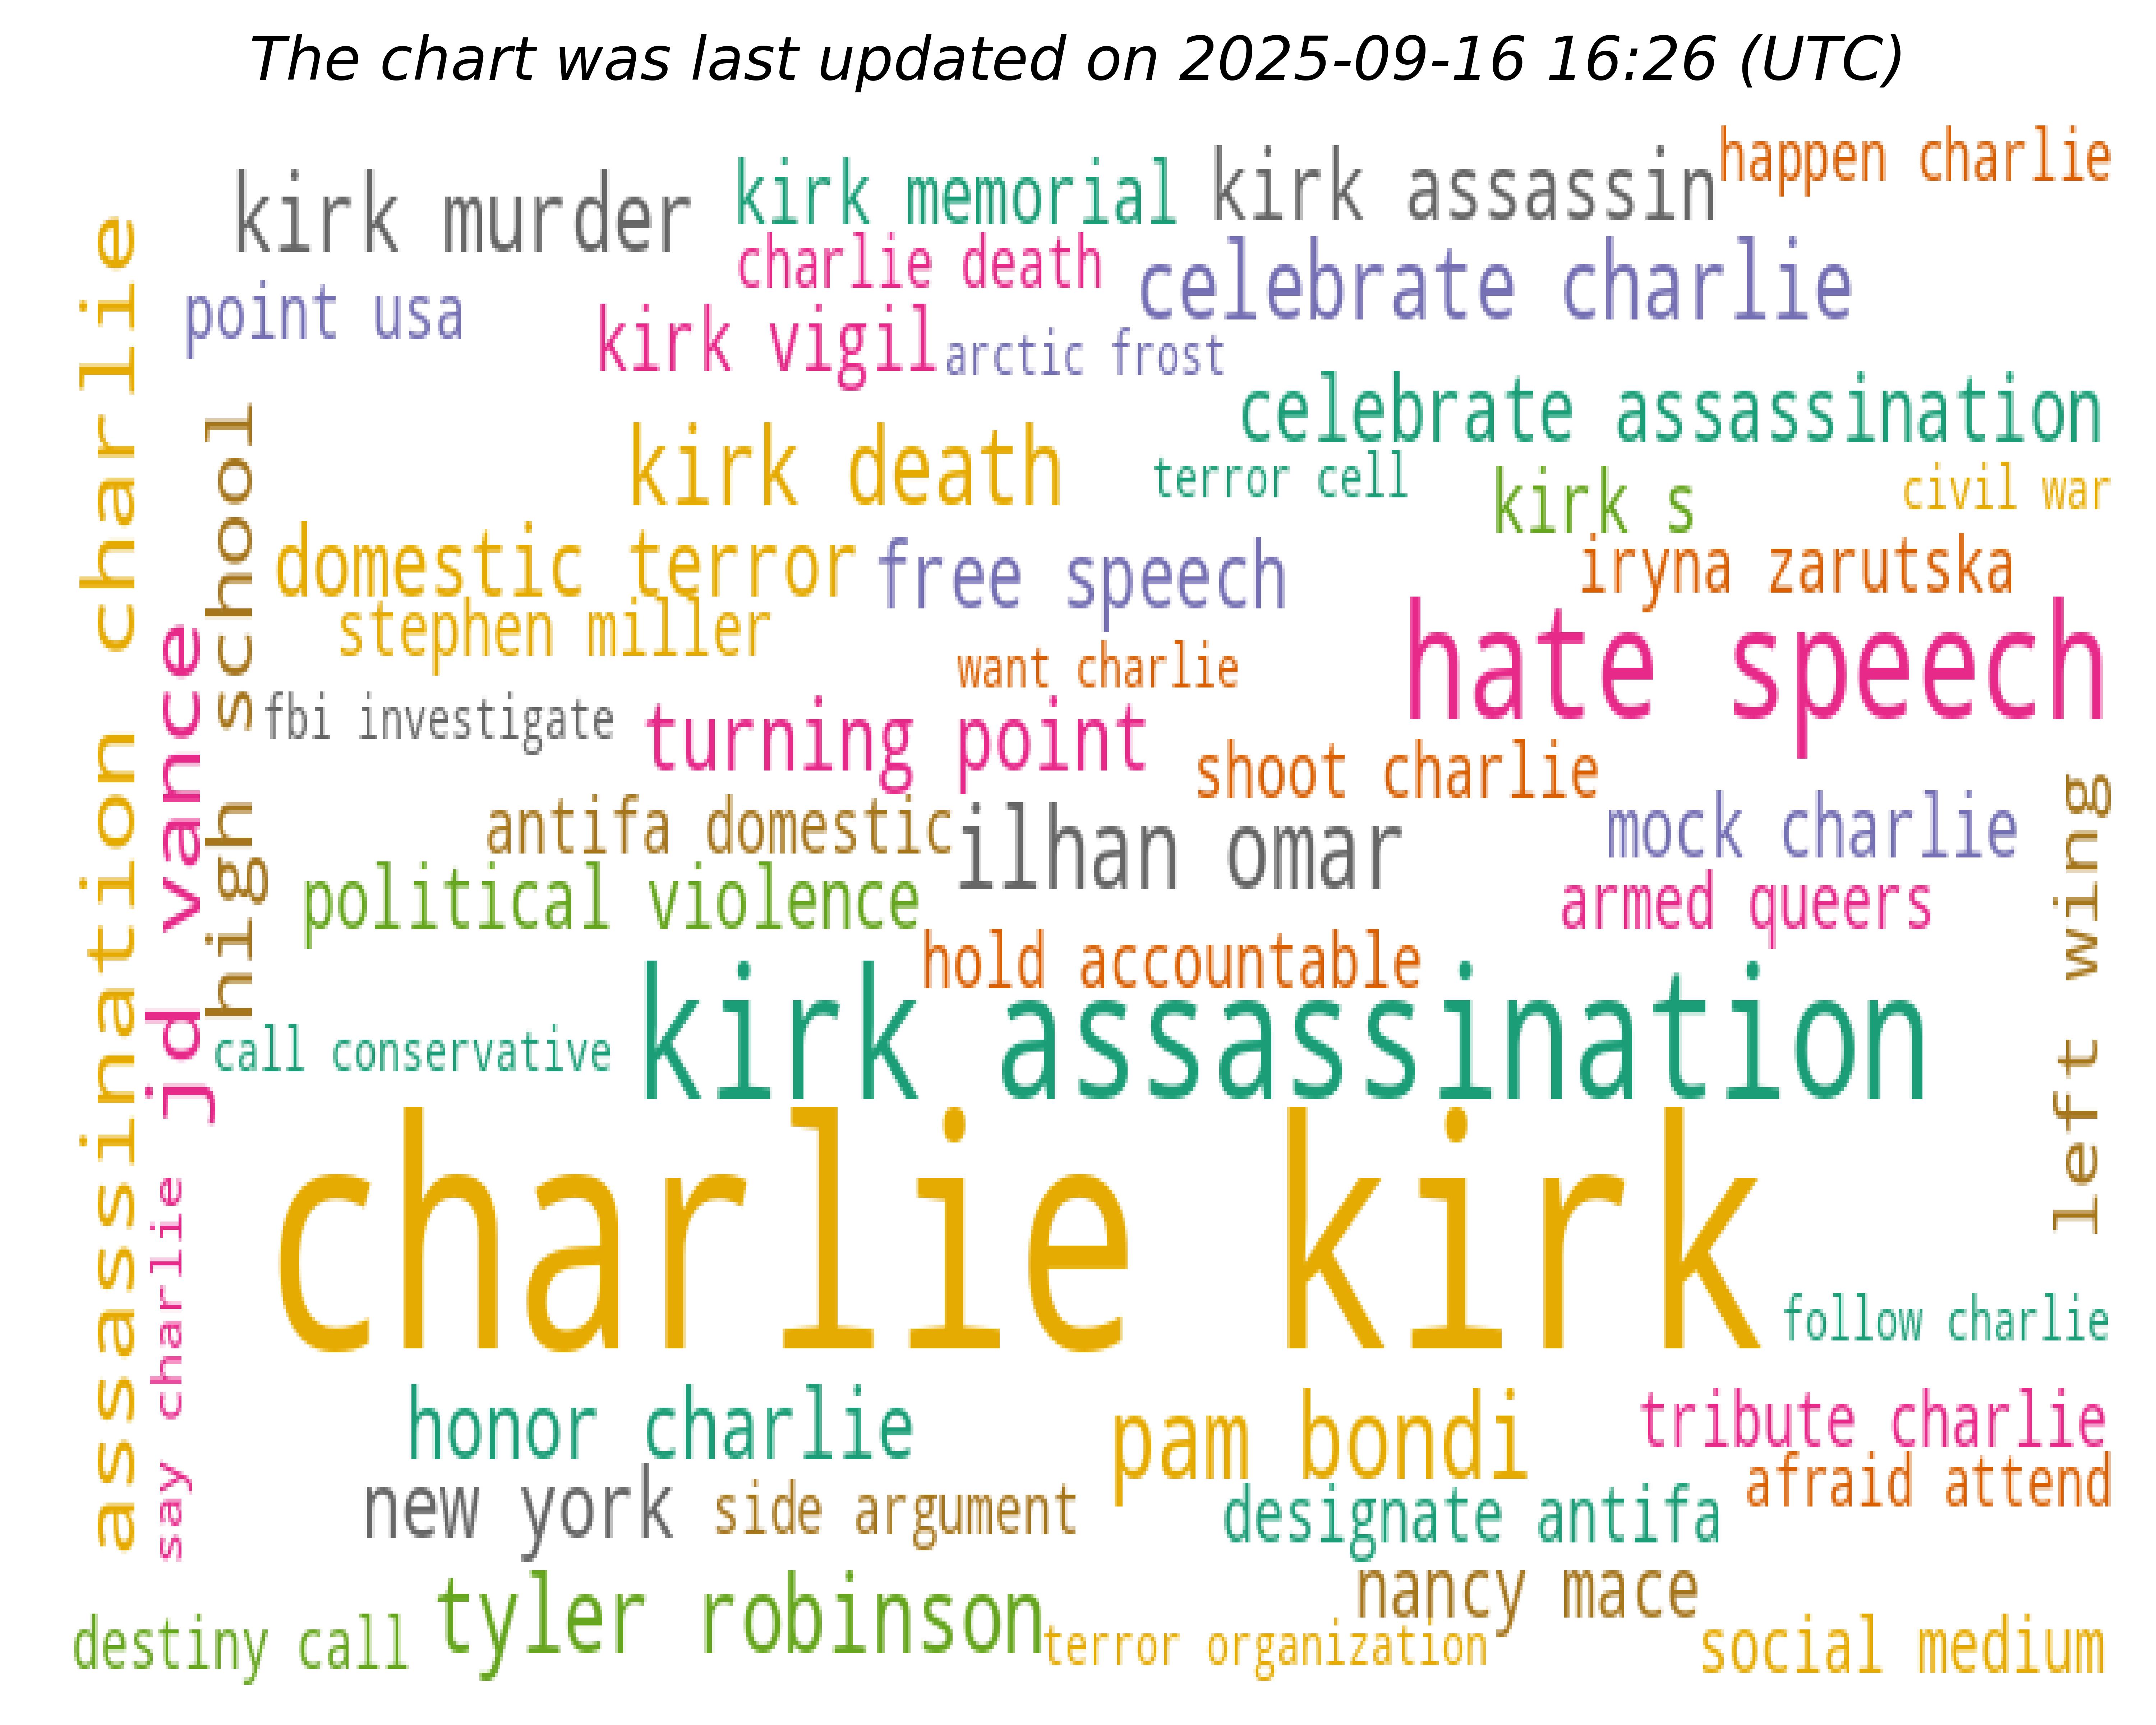 The chart was last updated on 2025-09-16 16:26 (UTC)
happen charlie
kirk murder
kirk memorial
kirk assassin
charlie death
celebrate charlie
point usa
kirk vigil
arctic frost
assassination charlie
celebrate assassination
kirk death
terror cell
kirk s
civil war
high school
domestic terror
free speech
iryna zarutska
stephen miller
hate speech
want charlie
jd vance
fbi investigate
turning point
shoot charlie
antifa domestic
ilhan omar
mock charlie
left wing
political violence
armed queers
hold accountable
call conservative
kirk assassination
charlie kirk
say charlie
follow charlie
honor charlie
pam bondi
tribute charlie
new york
side argument
designate antifa
afraid attend
tyler robinson
nancy mace
destiny call
terror organization
social medium